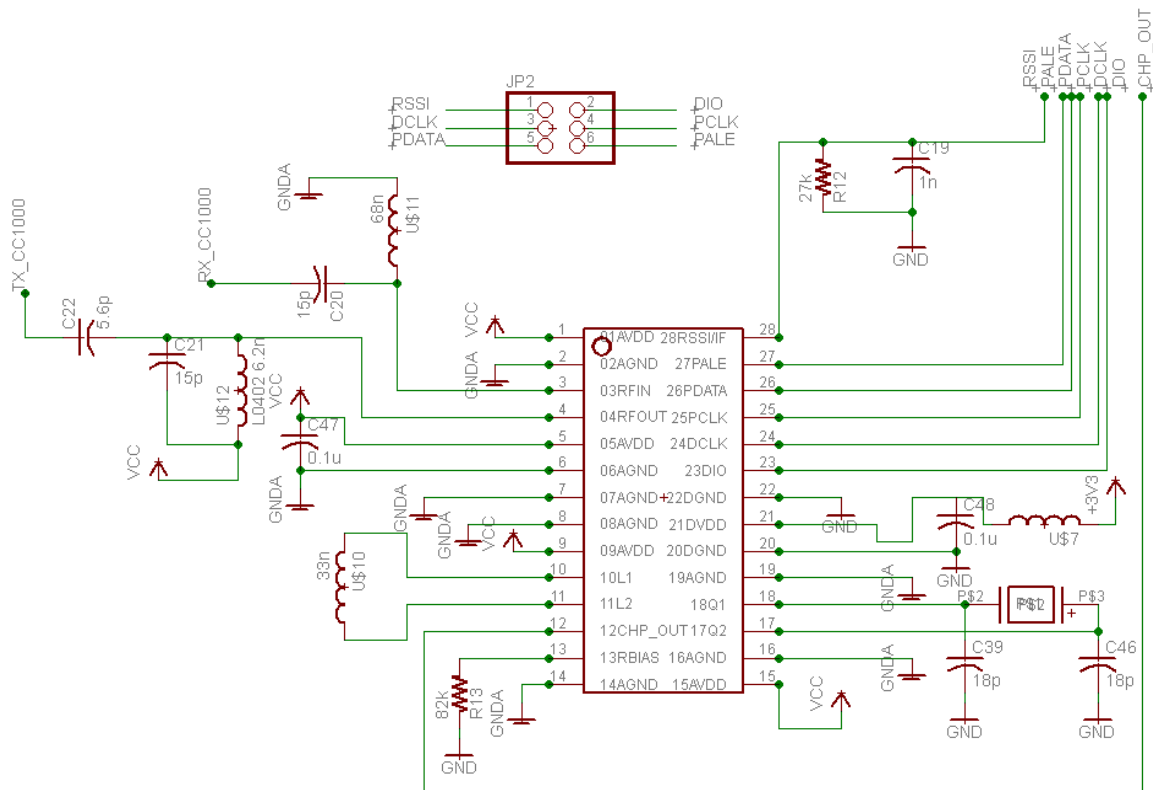 JP2
RSSI 1 2 DIO
DCLK 3 4 PCLK
PDATA 5 6 PALE
RSSI
PALE
PDATA
PCLK
DCLK
DIO
CHP_OUT
27k
R12
C19
1n
GND
GNDA
68n
U$11
TX_CC1000
RX_CC1000
15p
C20
C22
5.6p
C21
15p
U$12
L0402 6.2n
VCC
VCC
C47
0.1u
GNDA
VCC
GNDA
GNDA
GNDA
VCC
33n
U$10
82k
R13
GND
GNDA
1 01AVDD 28RSSI/IF 28
2 02AGND 27PALE 27
3 03RFIN 26PDATA 26
4 04RFOUT 25PCLK 25
5 05AVDD 24DCLK 24
6 06AGND 23DIO 23
7 07AGND 22DGND 22
8 08AGND 21DVDD 21
9 09AVDD 20DGND 20
10 10L1 19AGND 19
11 11L2 18Q1 18
12 12CHP_OUT 17Q2 17
13 13RBIAS 16AGND 16
14 14AGND 15AVDD 15
GND
C48
0.1u
U$7
+3V3
GND
GNDA
P$2
P$3
C39
18p
GND
C46
18p
GND
GNDA
VCC